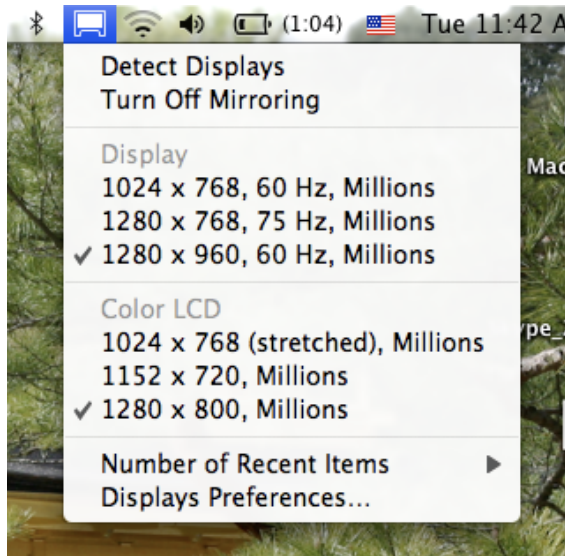 (1:04) Tue 11:42 A
Detect Displays
Turn Off Mirroring
Display
Mac
1024 x 768, 60 Hz, Millions
1280 x 768, 75 Hz, Millions
✓ 1280 x 960, 60 Hz, Millions
Color LCD
ype_
1024 x 768 (stretched), Millions
1152 x 720, Millions
✓ 1280 x 800, Millions
Number of Recent Items
Displays Preferences...